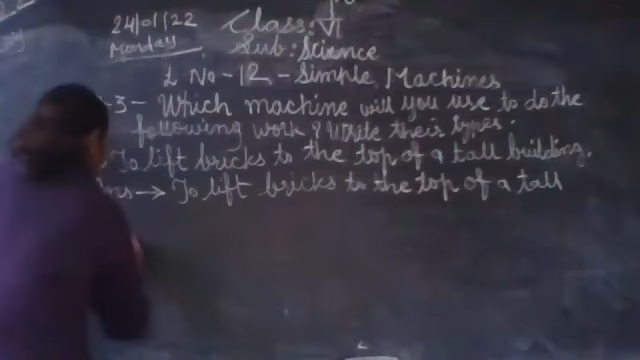 24/01/22
Monday
Class: VI
Sub: Science
L No - 12 - Simple Machines
3 - Which machine will you use to do the
following work & write their types.
To lift bricks to the top of a tall building.
Ans → To lift bricks to the top of a tall